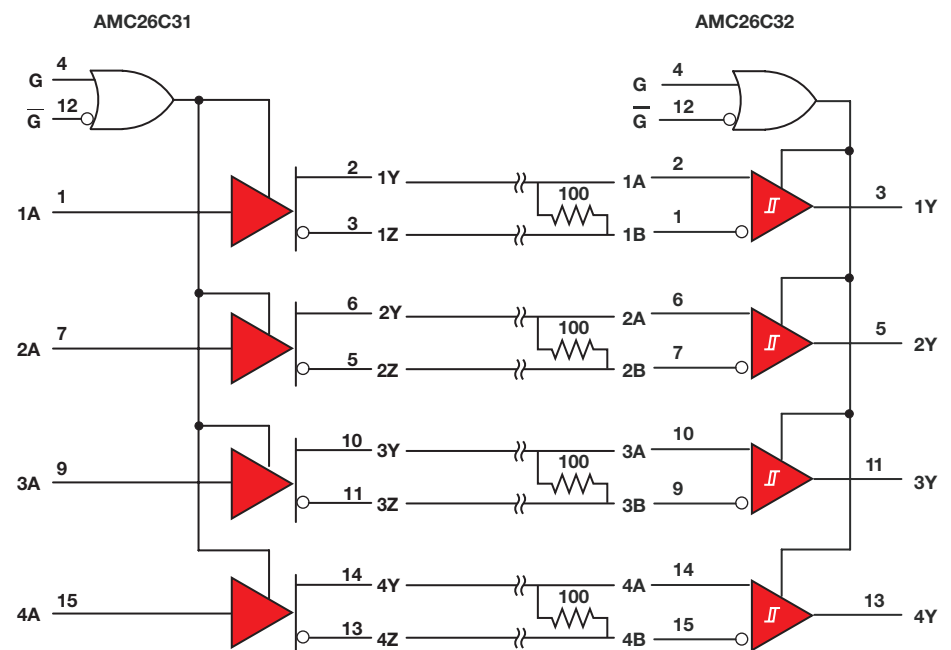 AMC26C31
AMC26C32
G 4
G̅ 12
G 4
G̅ 12
1A 1
2 1Y
3 1Z
100
1A 2
1B 1
3 1Y
2A 7
6 2Y
5 2Z
100
2A 6
2B 7
5 2Y
3A 9
10 3Y
11 3Z
100
3A 10
3B 9
11 3Y
4A 15
14 4Y
13 4Z
100
4A 14
4B 15
13 4Y